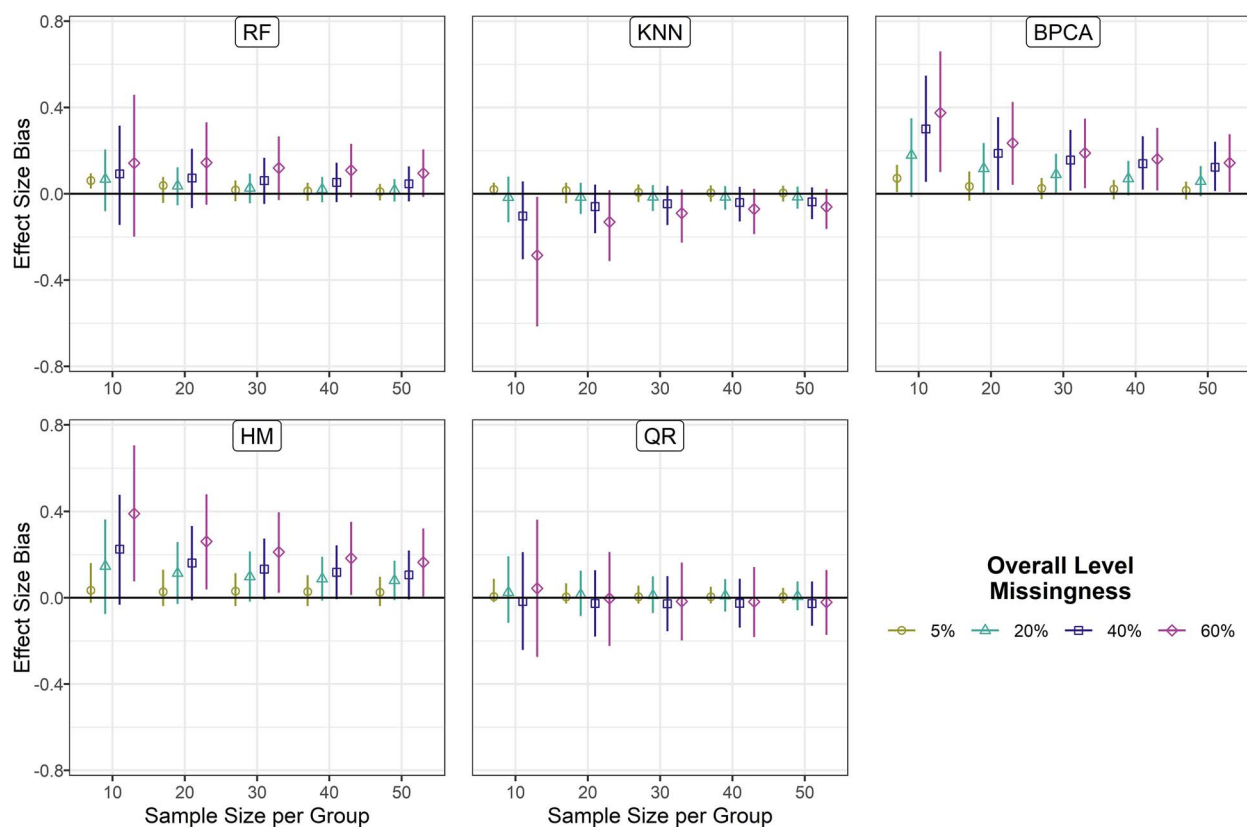 RF
KNN
BPCA
Effect Size Bias
0.8
0.4
0.0
-0.4
-0.8
10 20 30 40 50
10 20 30 40 50
10 20 30 40 50
HM
QR
Effect Size Bias
0.8
0.4
0.0
-0.4
-0.8
10 20 30 40 50
10 20 30 40 50
Sample Size per Group
Sample Size per Group
Overall Level
Missingness
5% 20% 40% 60%